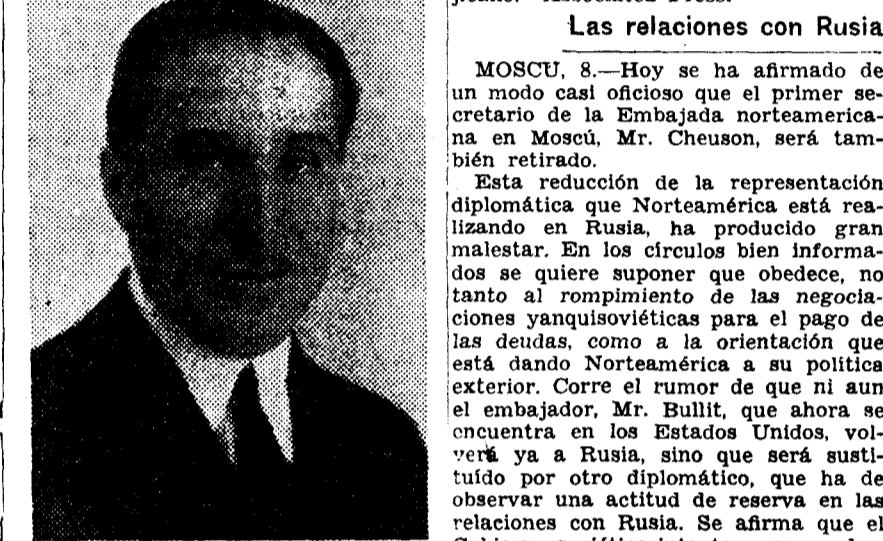 Associated Press.
Las relaciones con Rusia
MOSCU, 8.—Hoy se ha afirmado de
un modo casi oficioso que el primer se-
cretario de la Embajada norteamerica-
na en Moscú, Mr. Cheuson, será tam-
bién retirado.
Esta reducción de la representación
diplomática que Norteamérica está rea-
lizando en Rusia, ha producido gran
malestar. En los círculos bien informa-
dos se quiere suponer que obedece, no
tanto al rompimiento de las negocia-
ciones yanquisoviéticas para el pago de
las deudas, como a la orientación que
está dando Norteamérica a su política
exterior. Corre el rumor de que ni aun
el embajador, Mr. Bullit, que ahora se
encuentra en los Estados Unidos, vol-
verá ya a Rusia, sino que será susti-
tuído por otro diplomático, que ha de
observar una actitud de reserva en las
relaciones con Rusia. Se afirma que el